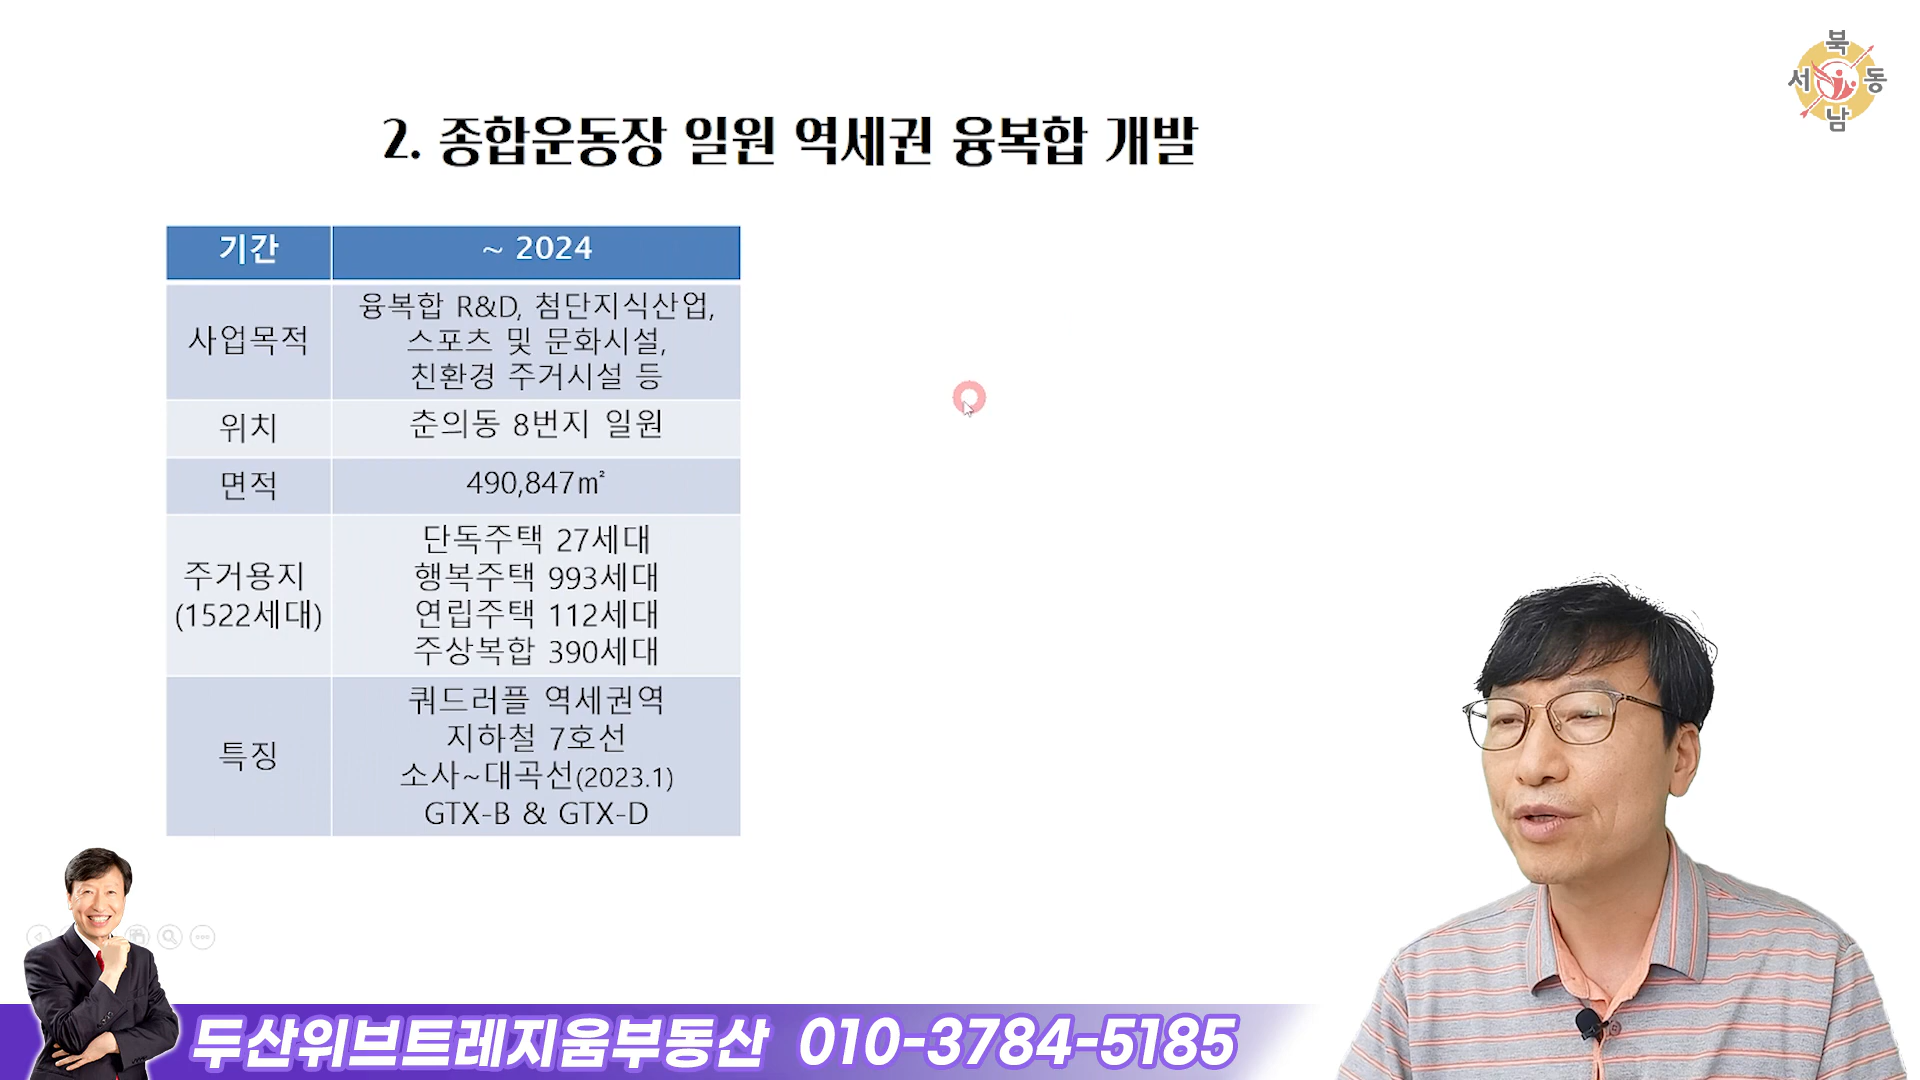 북
서 동
남
2. 종합운동장 일원 역세권 융복합 개발
기간 ~ 2024
사업목적
융복합 R&D, 첨단지식산업,
스포츠 및 문화시설,
친환경 주거시설 등
위치 춘의동 8번지 일원
면적 490,847㎡
주거용지
(1522세대)
단독주택 27세대
행복주택 993세대
연립주택 112세대
주상복합 390세대
특징
쿼드러플 역세권역
지하철 7호선
소사~대곡선(2023.1)
GTX-B & GTX-D
두산위브트레지움부동산 010-3784-5185